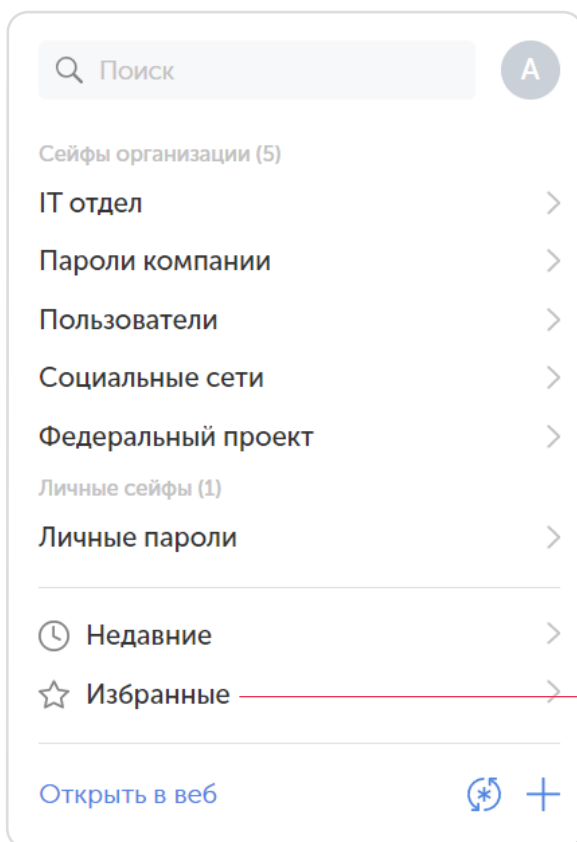 Поиск
А
Сейфы организации (5)
IT отдел
Пароли компании
Пользователи
Социальные сети
Федеральный проект
Личные сейфы (1)
Личные пароли
Недавние
Избранные
Открыть в веб